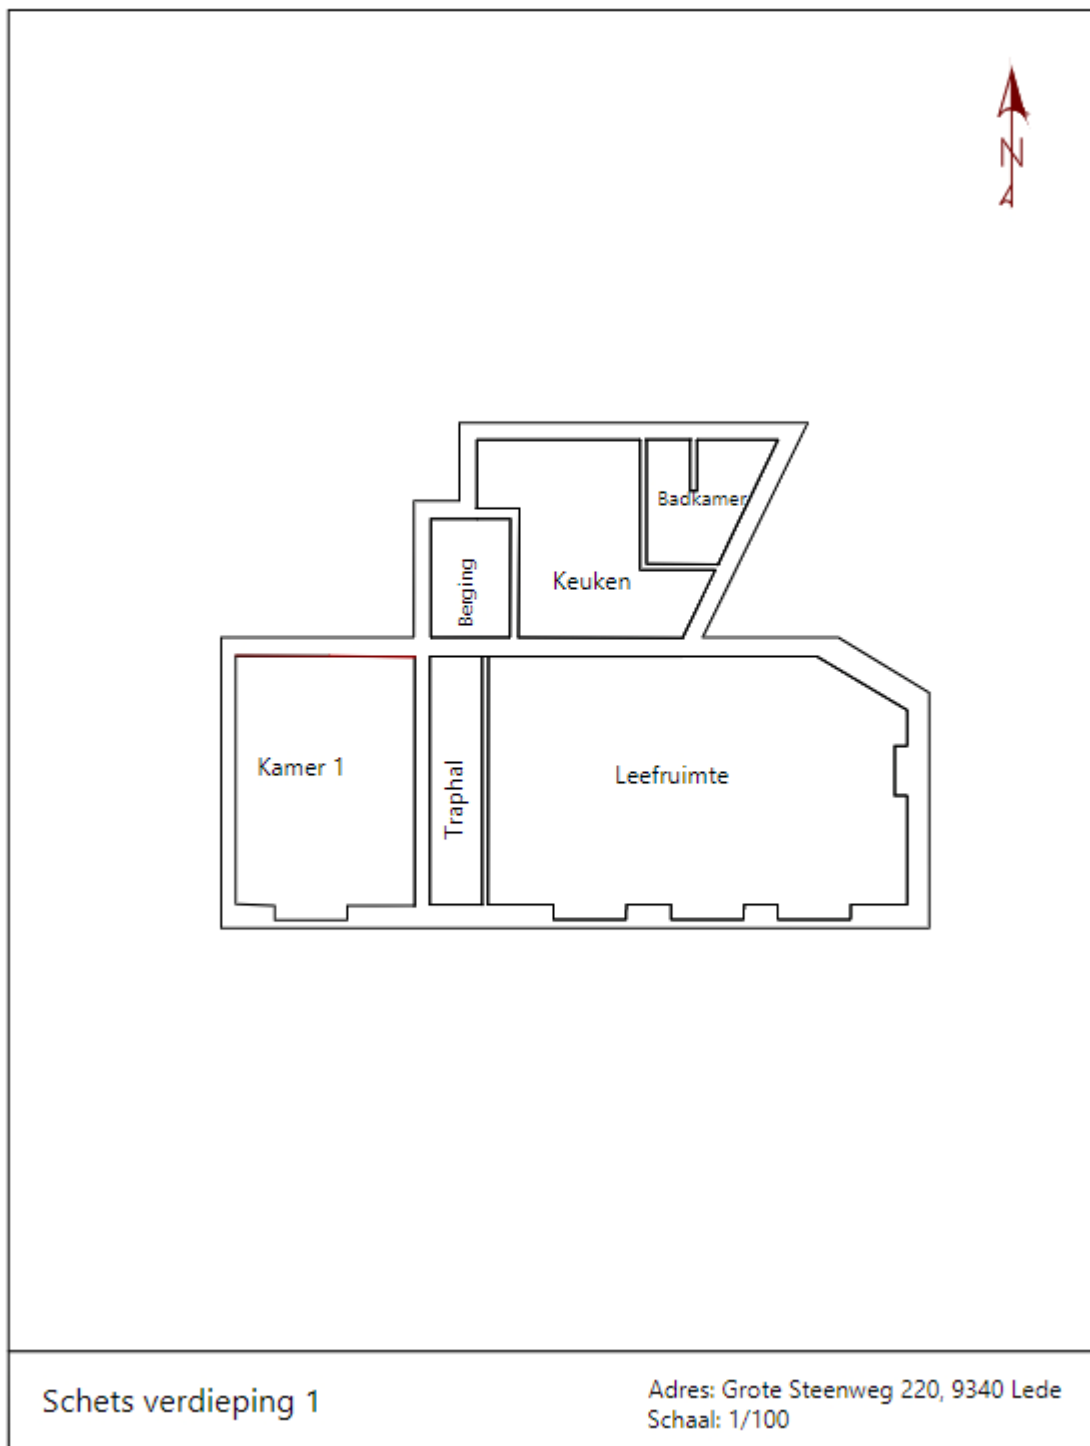 N
Badkamer
Keuken
Berging
Kamer 1
Traphal
Leefruimte
Schets verdieping 1
Adres: Grote Steenweg 220, 9340 Lede
Schaal: 1/100